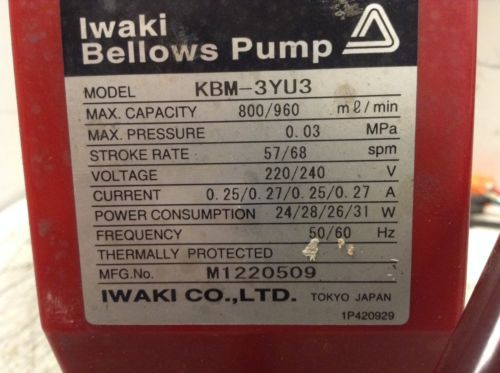 Iwaki
Bellows Pump
MODEL KBM-3YU3
MAX. CAPACITY 800/960 mℓ/min
MAX. PRESSURE 0.03 MPa
STROKE RATE 57/68 spm
VOLTAGE 220/240 V
CURRENT 0.25/0.27/0.25/0.27 A
POWER CONSUMPTION 24/28/26/31 W
FREQUENCY 50/60 Hz
THERMALLY PROTECTED
MFG.No. M1220509
IWAKI CO.,LTD. TOKYO JAPAN
1P420929